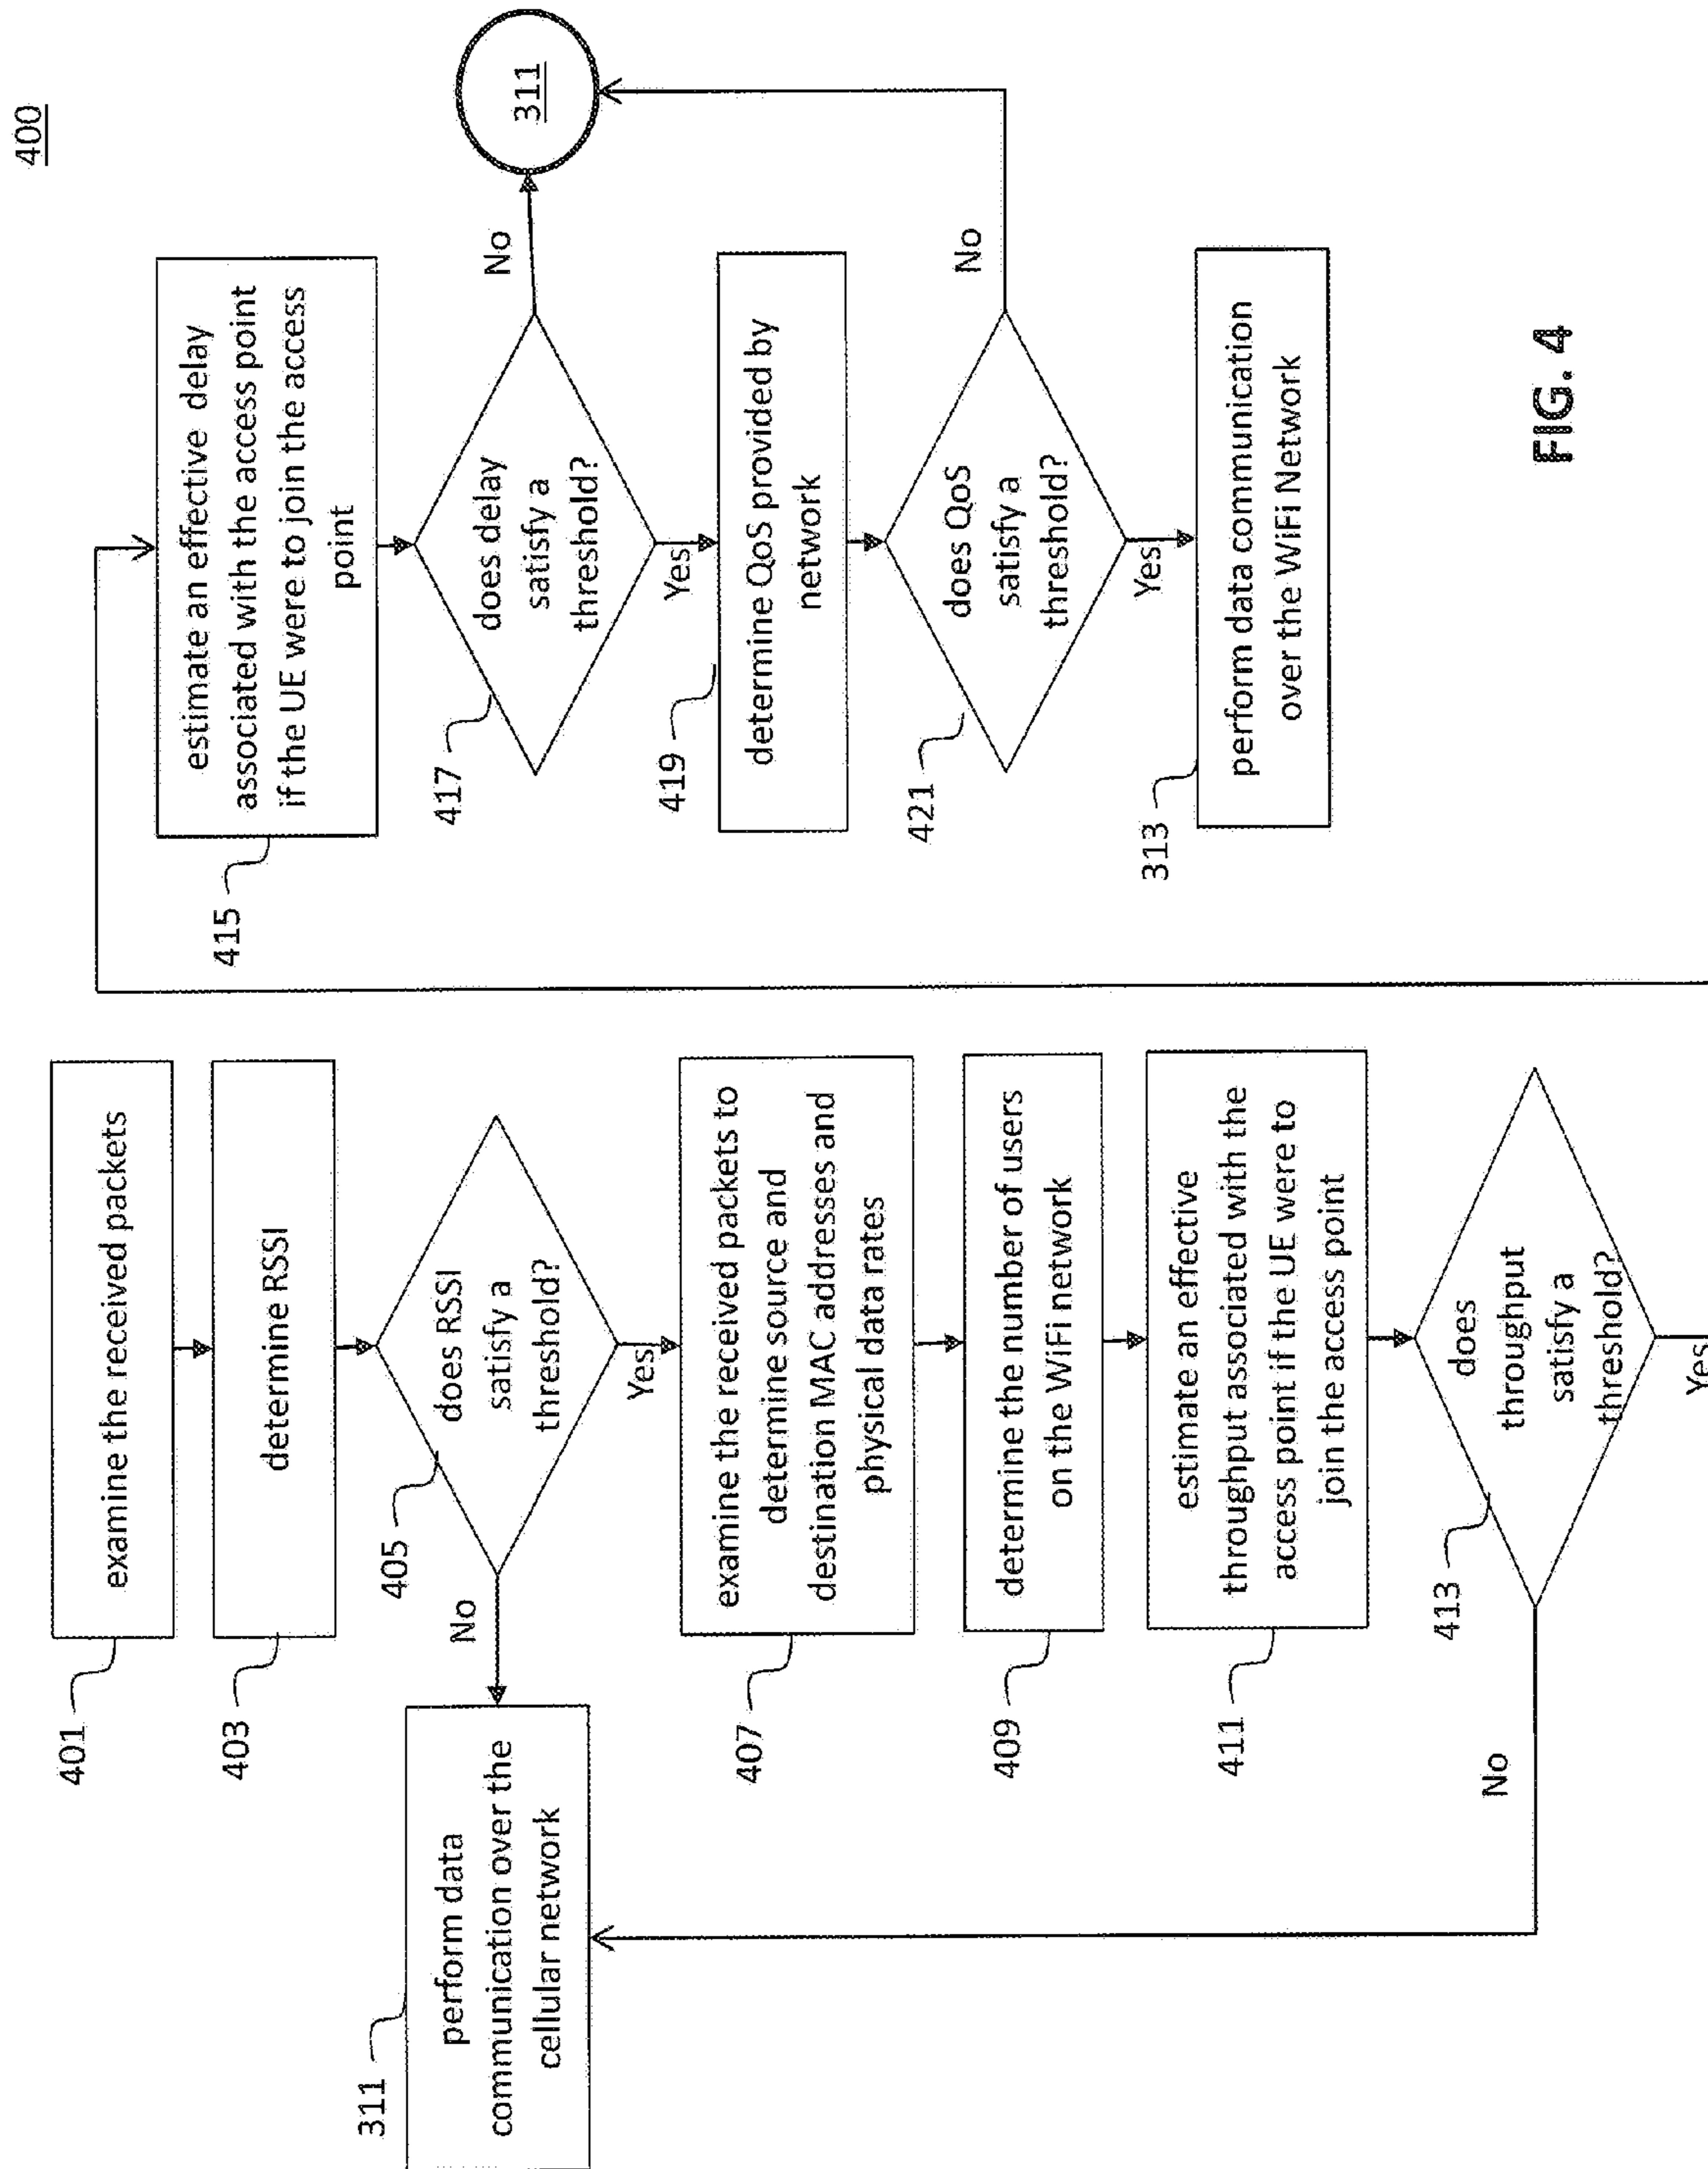 400
401
examine the received packets
403
determine RSSI
405
does RSSI
satisfy a
threshold?
No
Yes
311
perform data
communication over the
cellular network
407
examine the received packets to
determine source and
destination MAC addresses and
physical data rates
409
determine the number of users
on the WiFi network
411
estimate an effective
throughput associated with the
access point if the UE were to
join the access point
413
does
throughput
satisfy a
threshold?
No
Yes
415
estimate an effective delay
associated with the access point
if the UE were to join the access
point
417
does delay
satisfy a
threshold?
No
311
Yes
419
determine QoS provided by
network
421
does QoS
satisfy a
threshold?
No
Yes
313
perform data communication
over the WiFi Network
FIG. 4